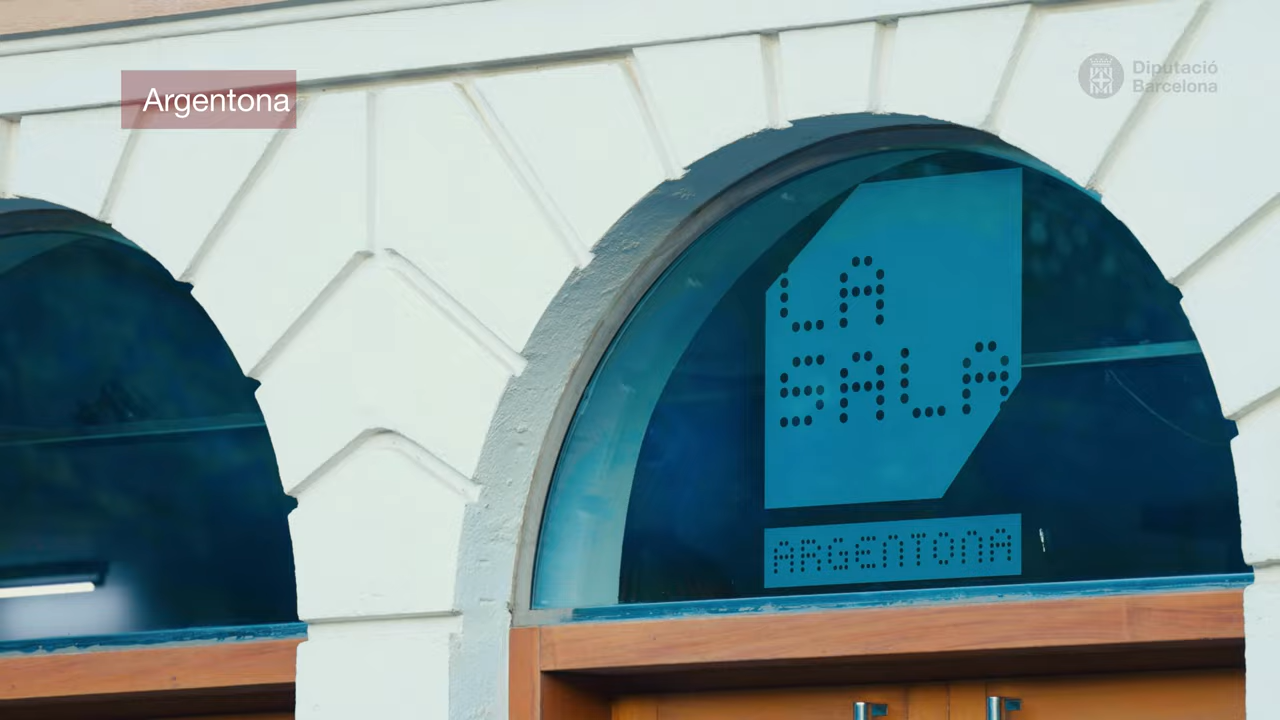 Argentona
Diputació
Barcelona
LA
SALA
ARGENTONA